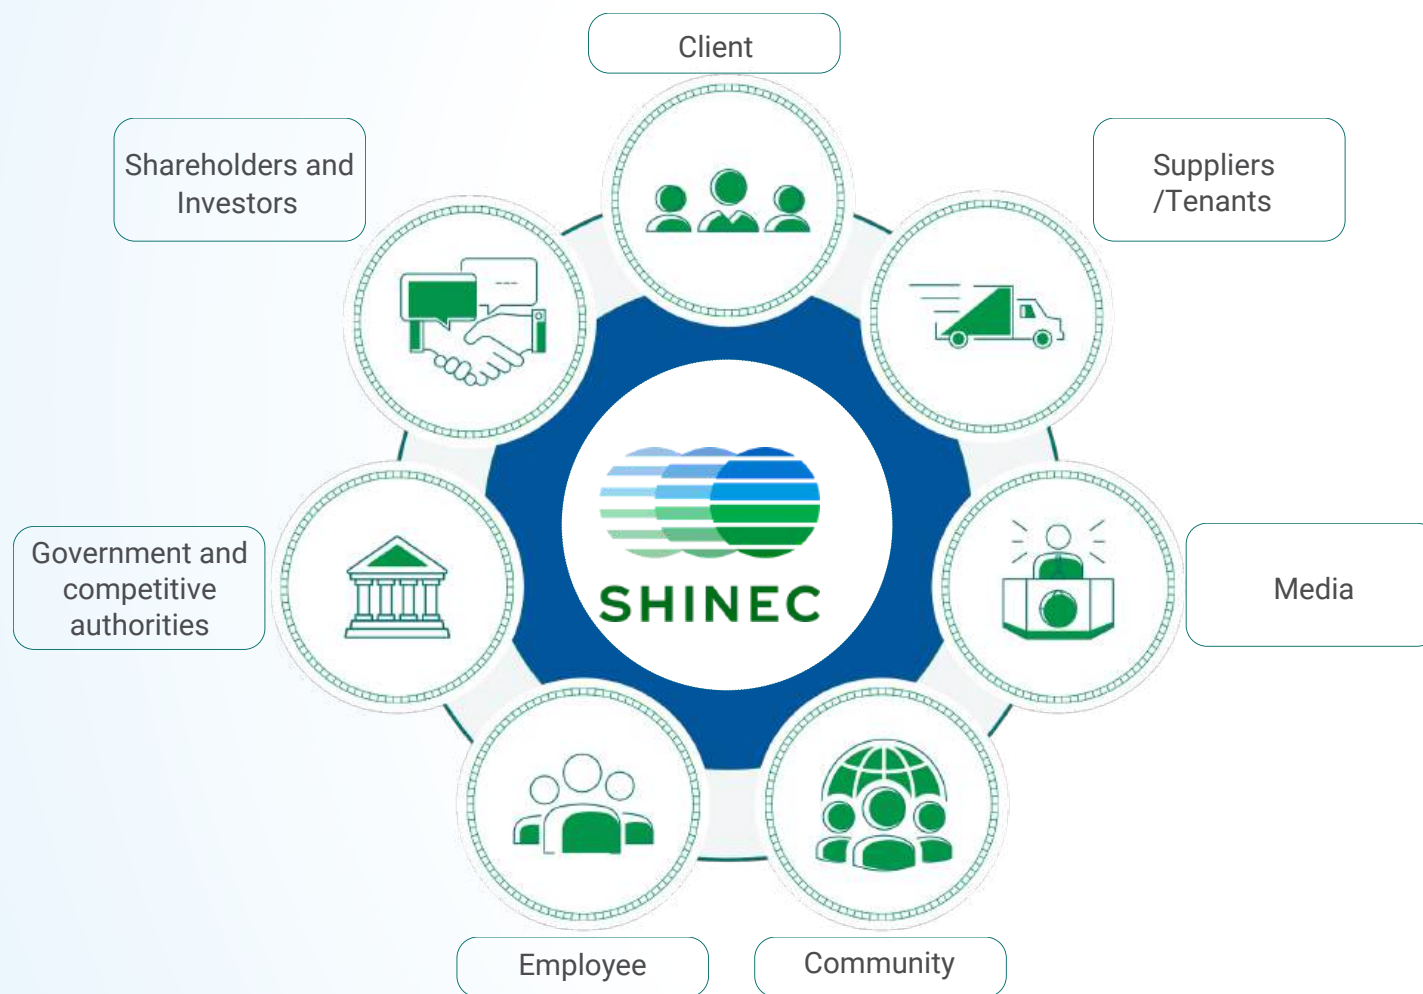 Client
Shareholders and
Investors
Suppliers
/Tenants
Government and
competitive
authorities
SHINEC
Media
Employee
Community